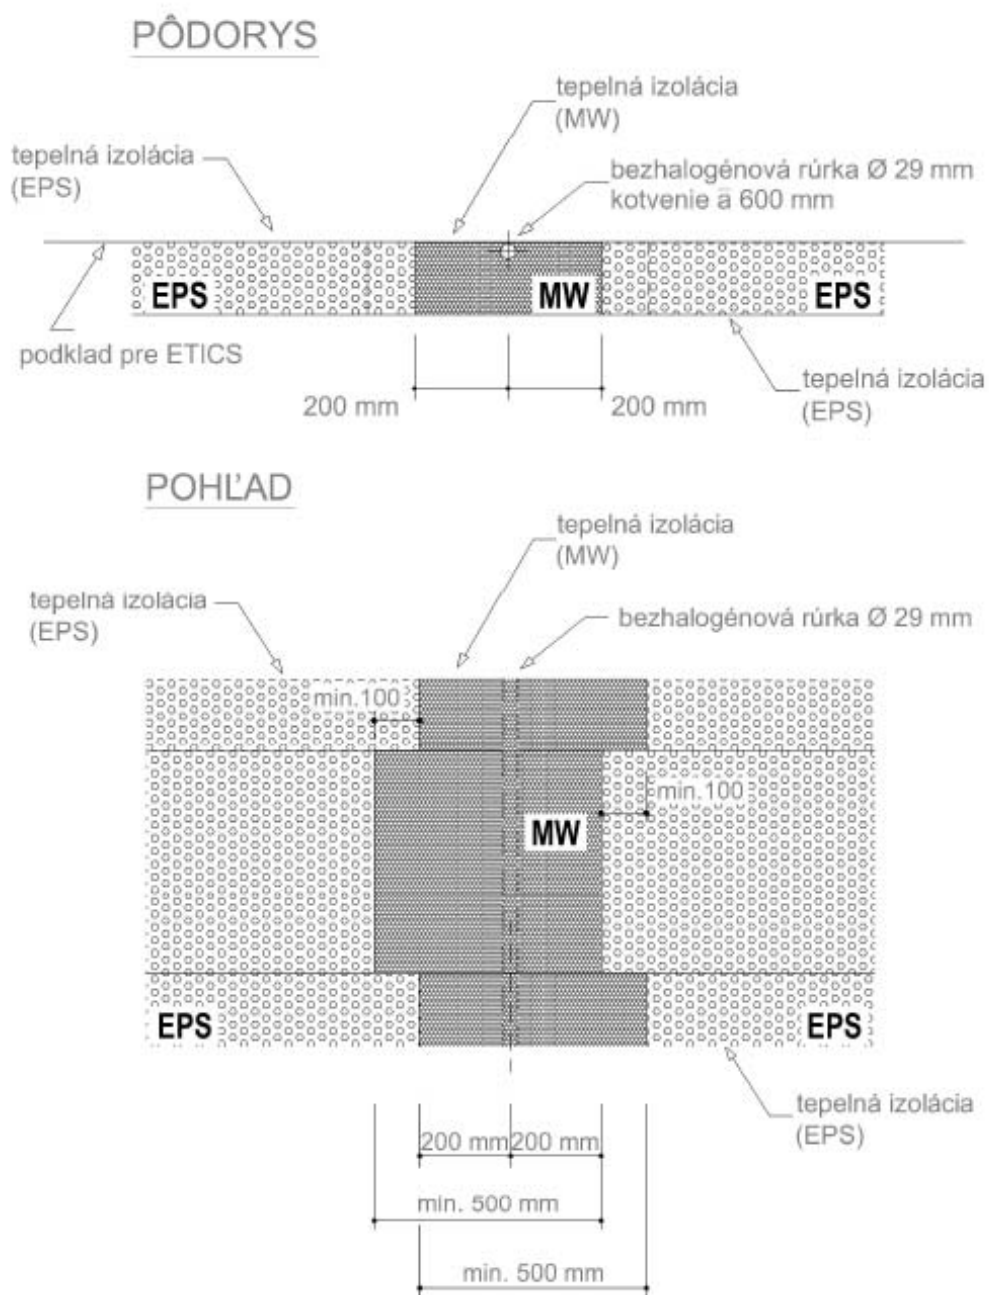 PÔDORYS
tepelná izolácia
(MW)
tepelná izolácia
(EPS)
bezhalogénová rúrka Ø 29 mm
kotvenie ā 600 mm
EPS
MW
EPS
podklad pre ETICS
200 mm
200 mm
tepelná izolácia
(EPS)
POHĽAD
tepelná izolácia
(MW)
tepelná izolácia
(EPS)
bezhalogénová rúrka Ø 29 mm
min.100
min.100
MW
EPS
EPS
tepelná izolácia
(EPS)
200 mm
200 mm
min. 500 mm
min. 500 mm